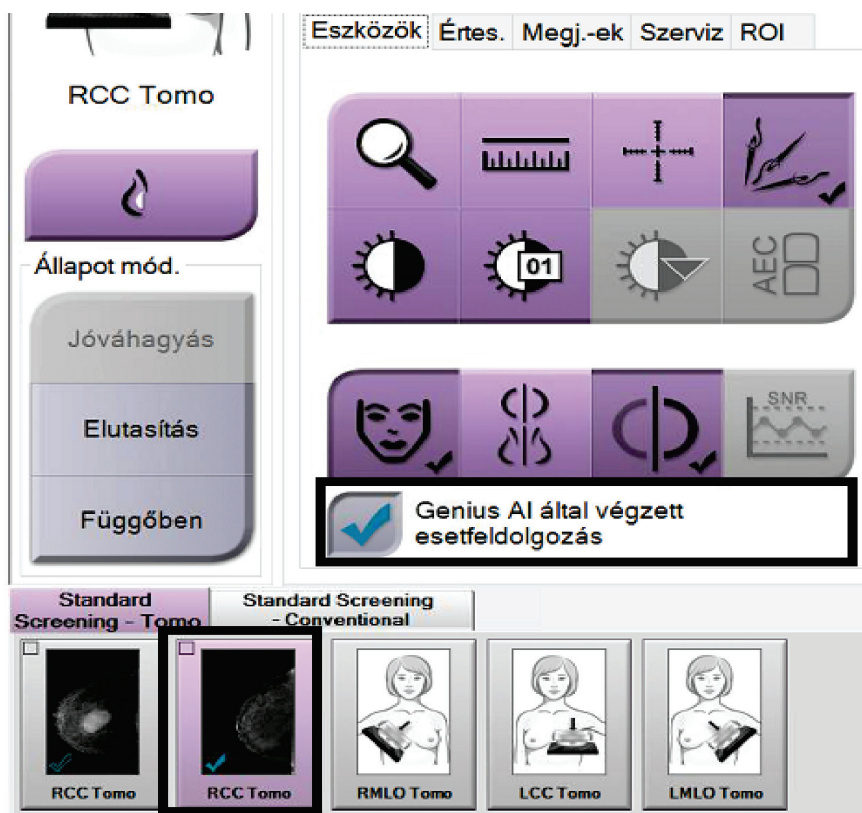 RCC Tomo
Állapot mód.
Jóváhagyás
Elutasítás
Függőben
Eszközök Értes. Megj.-ek Szerviz ROI
01
AEC
SNR
Genius AI által végzett
esetfeldolgozás
Standard
Screening - Tomo
Standard Screening
- Conventional
RCC Tomo
RCC Tomo
RMLO Tomo
LCC Tomo
LMLO Tomo